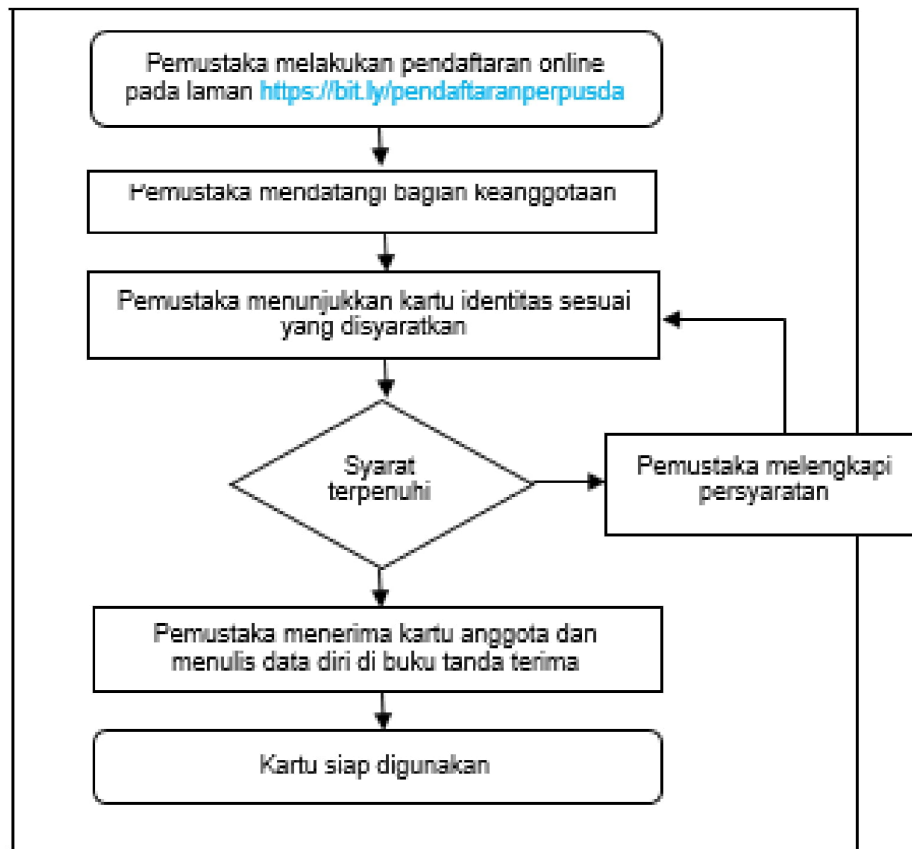 Pemustaka melakukan pendaftaran online
pada laman https://bit.ly/pendaftaranperpusda
Pemustaka mendatangi bagian keanggotaan
Pemustaka menunjukkan kartu identitas sesuai
yang disyaratkan
Syarat
terpenuhi
Pemustaka melengkapi
persyaratan
Pemustaka menerima kartu anggota dan
menulis data diri di buku tanda terima
Kartu siap digunakan